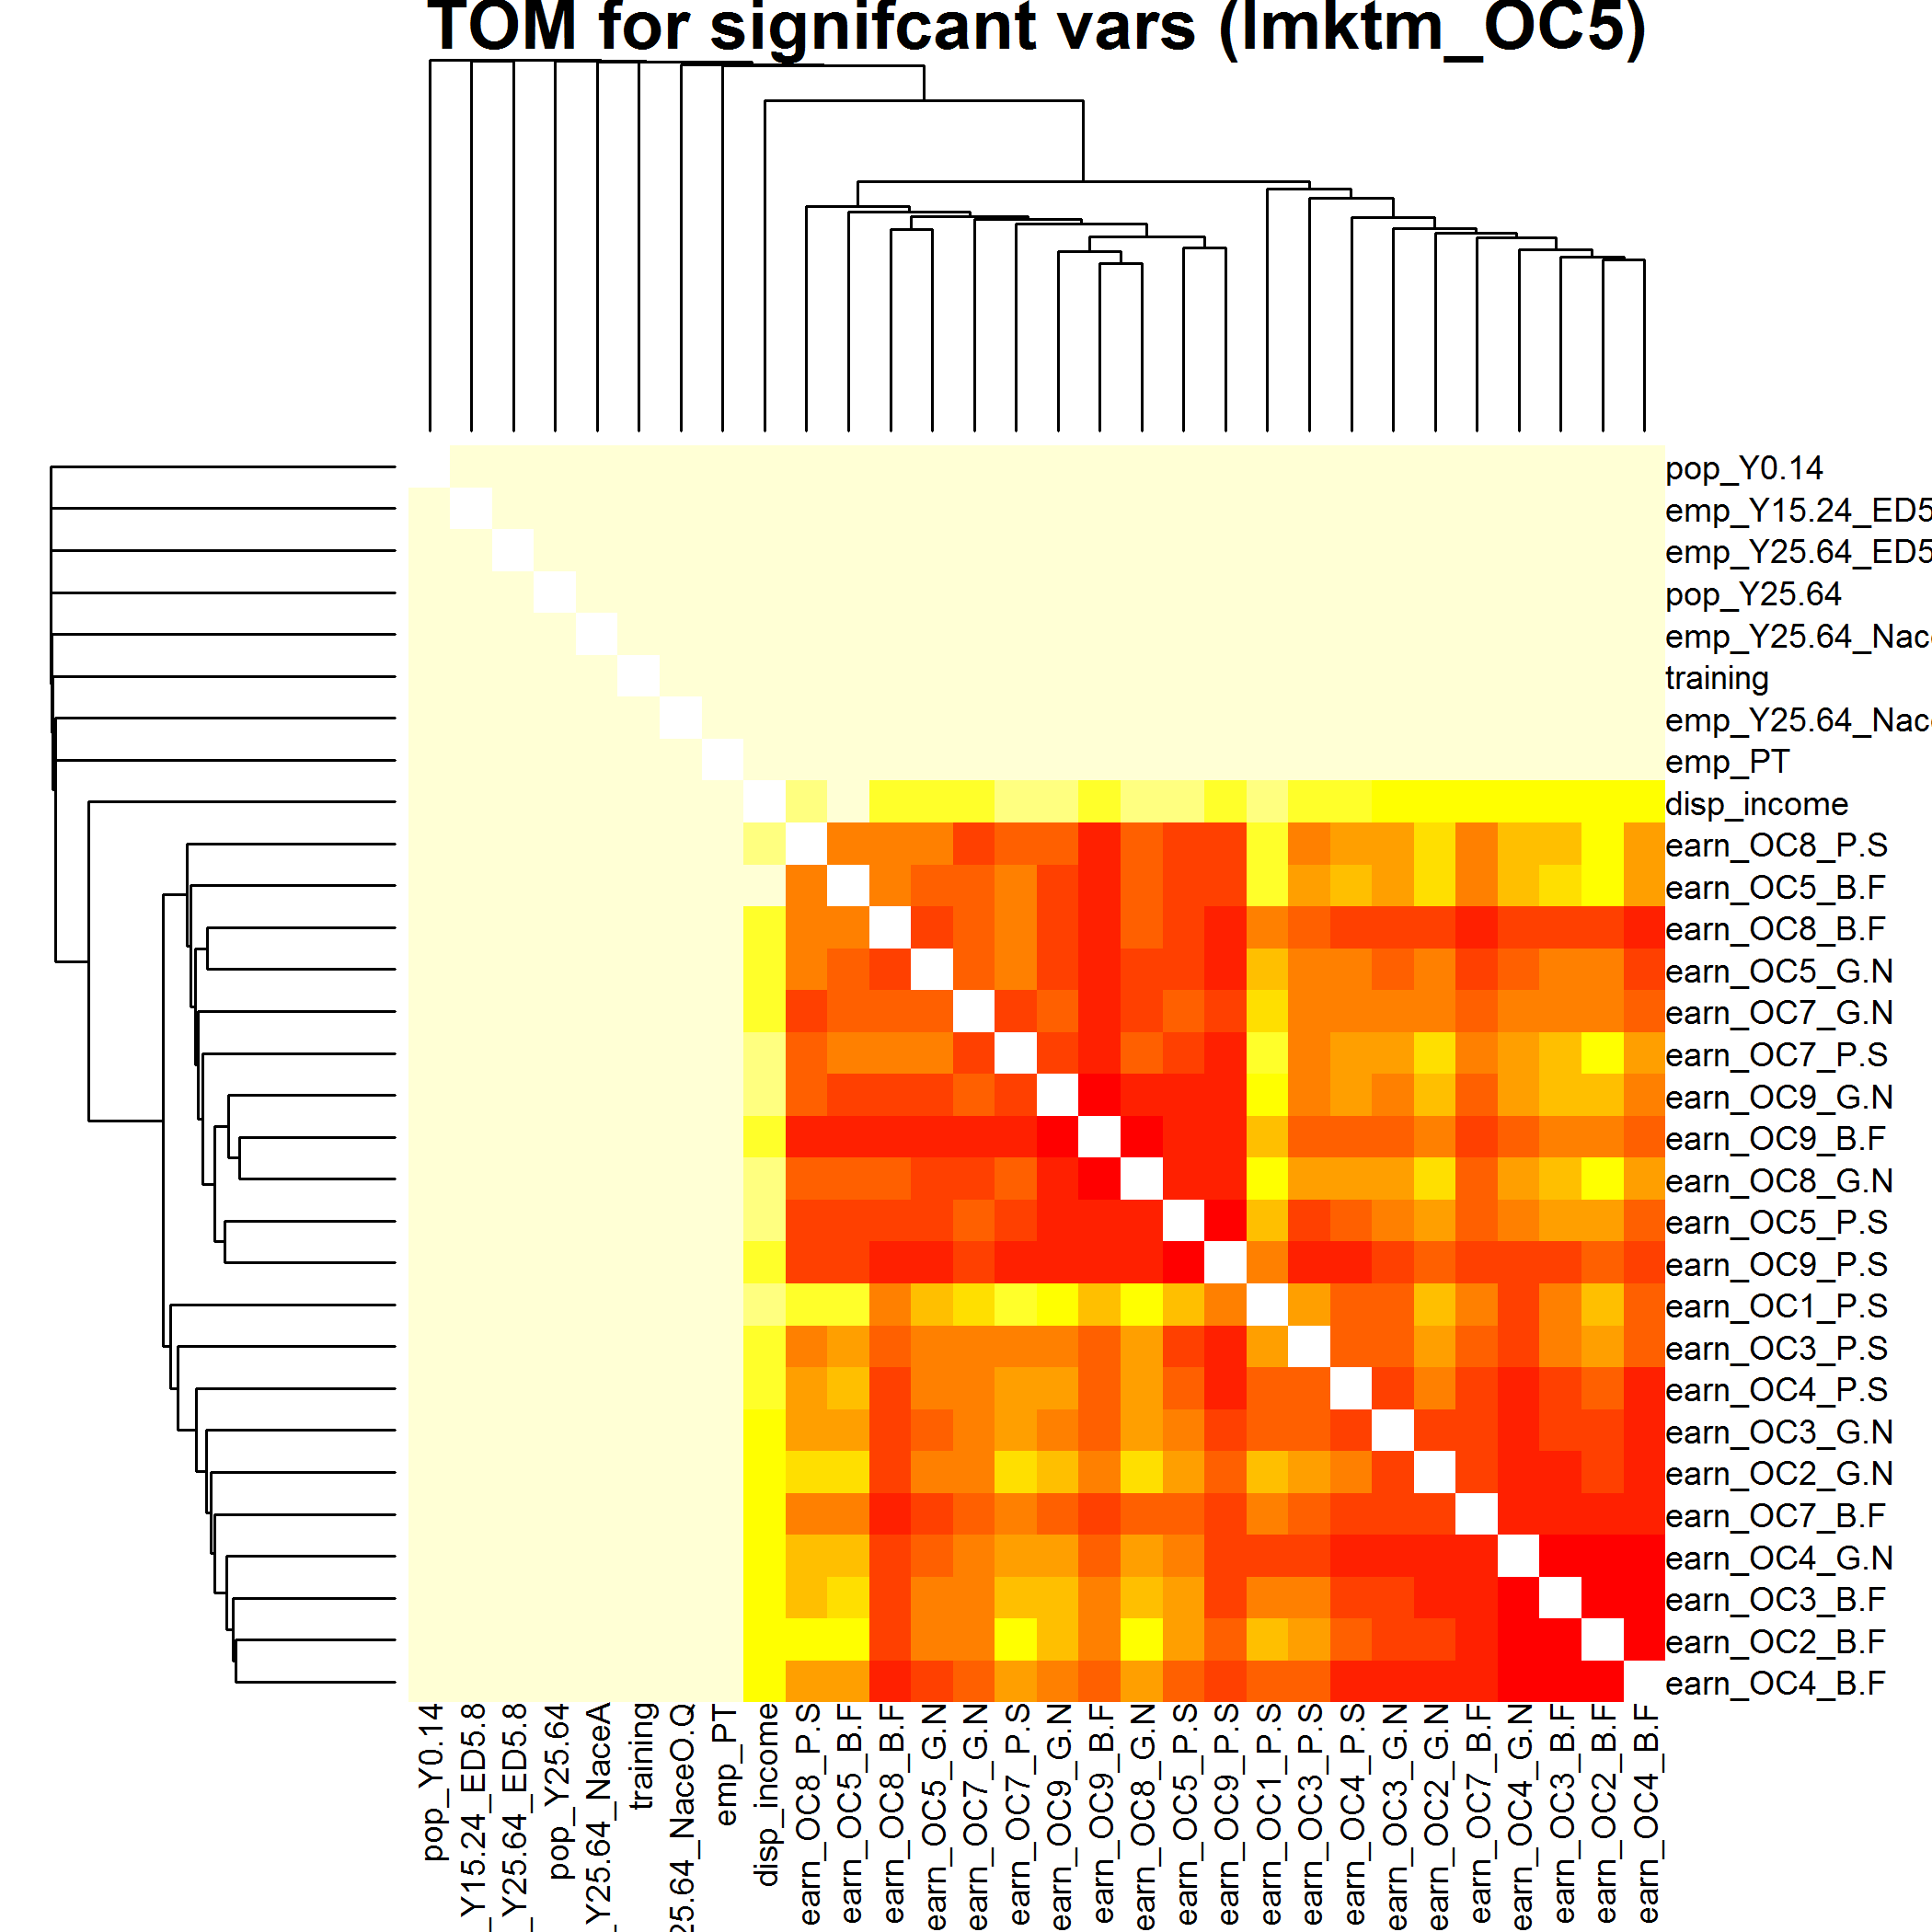 TOM for signifcant vars (lmktm_OC5)
pop_Y0.14
emp_Y15.24_ED5
emp_Y25.64_ED5
pop_Y25.64
emp_Y25.64_Nac
training
emp_Y25.64_Nac
emp_PT
disp_income
earn_OC8_P.S
earn_OC5_B.F
earn_OC8_B.F
earn_OC5_G.N
earn_OC7_G.N
earn_OC7_P.S
earn_OC9_G.N
earn_OC9_B.F
earn_OC8_G.N
earn_OC5_P.S
earn_OC9_P.S
earn_OC1_P.S
earn_OC3_P.S
earn_OC4_P.S
earn_OC3_G.N
earn_OC2_G.N
earn_OC7_B.F
earn_OC4_G.N
earn_OC3_B.F
earn_OC2_B.F
earn_OC4_B.F
pop_Y0.14
_Y15.24_ED5.8
_Y25.64_ED5.8
pop_Y25.64
_Y25.64_NaceA
training
25.64_NaceO.Q
emp_PT
disp_income
earn_OC8_P.S
earn_OC5_B.F
earn_OC8_B.F
earn_OC5_G.N
earn_OC7_G.N
earn_OC7_P.S
earn_OC9_G.N
earn_OC9_B.F
earn_OC8_G.N
earn_OC5_P.S
earn_OC9_P.S
earn_OC1_P.S
earn_OC3_P.S
earn_OC4_P.S
earn_OC3_G.N
earn_OC2_G.N
earn_OC7_B.F
earn_OC4_G.N
earn_OC3_B.F
earn_OC2_B.F
earn_OC4_B.F